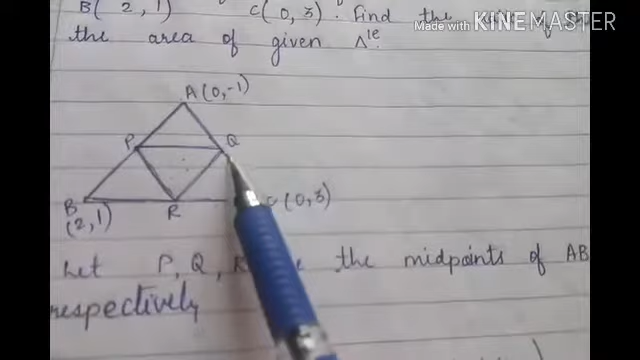 B( 2, 1) C( 0, 3). Find the
Made with KINEMASTER
the area of given Δle.
A(0,-1)
P Q
B R (0, 3)
(2,1)
Let P, Q, R the midpoints of AB
respectively